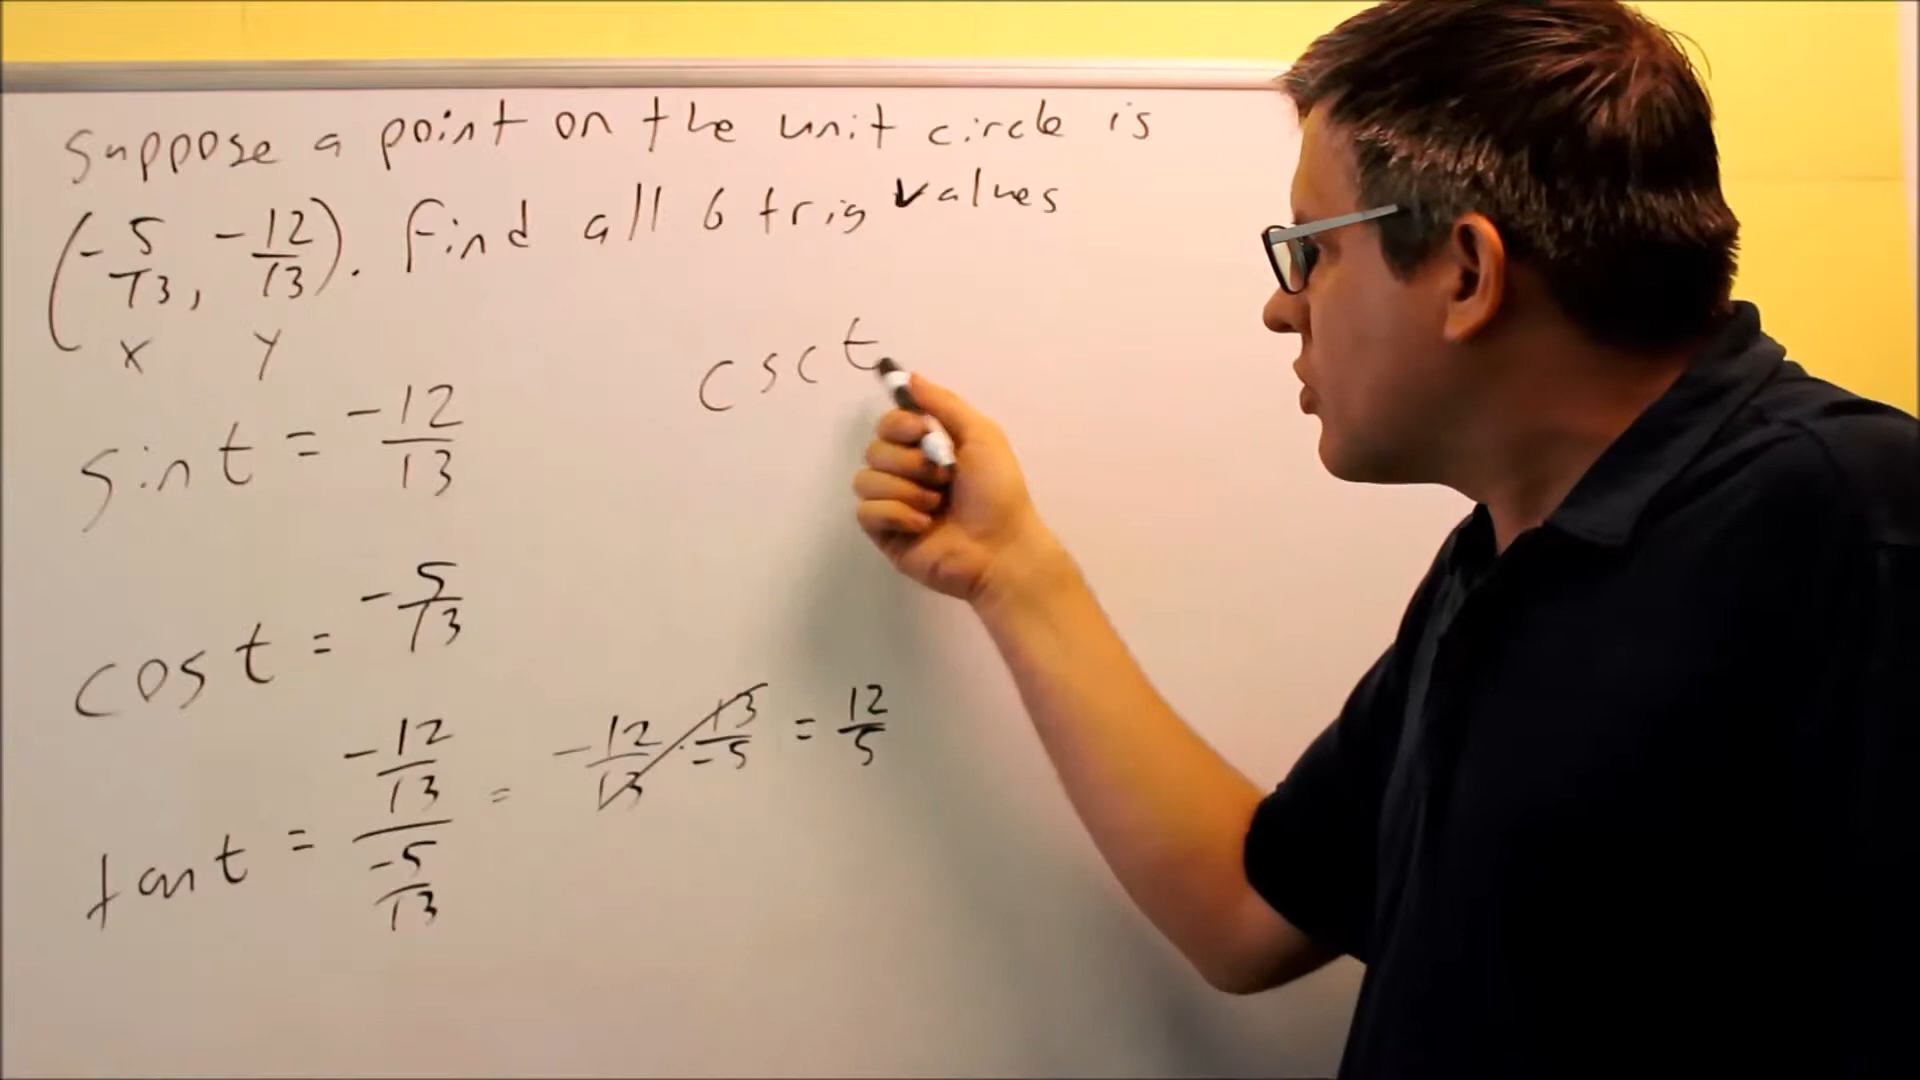 Suppose a point on the unit circle is
(-5/13, -12/13). Find all 6 trig values
x y
csc t
sin t = -12/13
cos t = -5/13
tan t = (-12/13)/(-5/13) = -12/13 · 13/-5 = 12/5